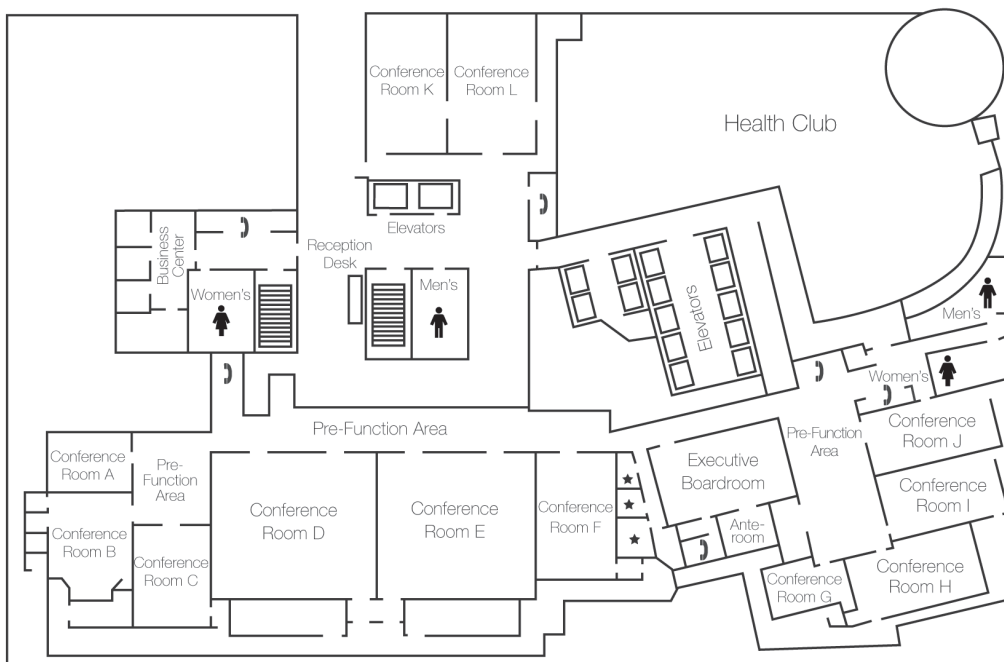 Conference
Room K
Conference
Room L
Health Club
Elevators
Reception
Desk
Business
Center
Women's
Men's
Elevators
Men's
Women's
Pre-Function Area
Conference
Room A
Pre-
Function
Area
Conference
Room B
Conference
Room C
Conference
Room D
Conference
Room E
Conference
Room F
Executive
Boardroom
Ante-
room
Pre-Function
Area
Conference
Room J
Conference
Room I
Conference
Room H
Conference
Room G